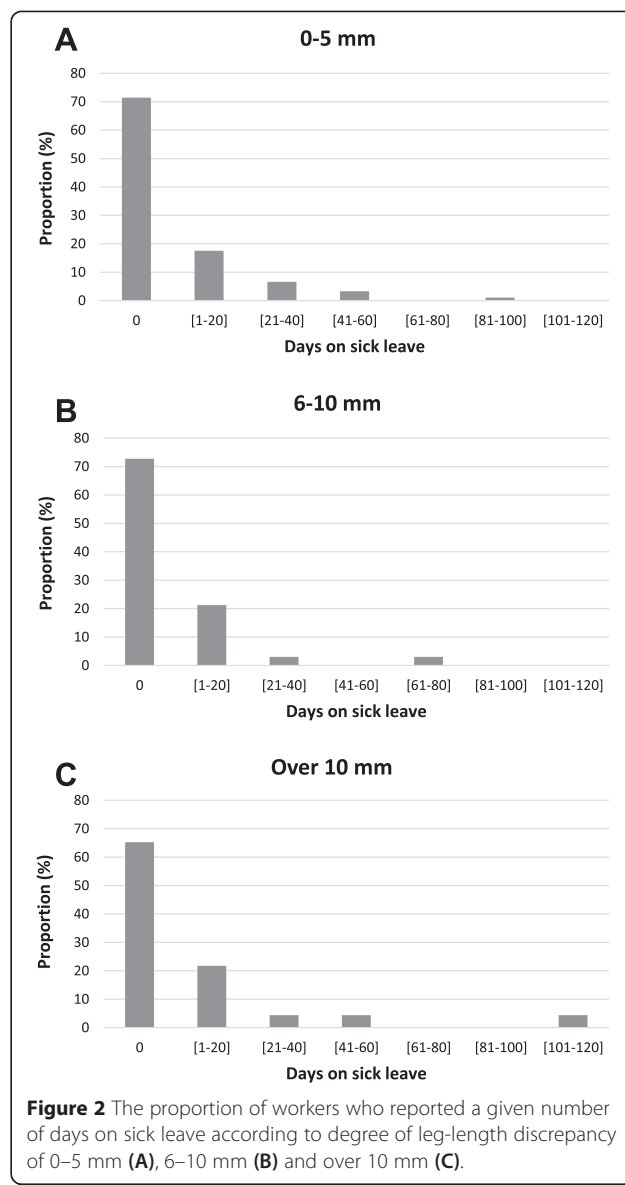 A
0-5 mm
80
70
60
50
40
30
20
10
0
Proportion (%)
0 [1-20] [21-40] [41-60] [61-80] [81-100] [101-120]
Days on sick leave
B
6-10 mm
80
70
60
50
40
30
20
10
0
Proportion (%)
0 [1-20] [21-40] [41-60] [61-80] [81-100] [101-120]
Days on sick leave
C
Over 10 mm
80
70
60
50
40
30
20
10
0
Proportion (%)
0 [1-20] [21-40] [41-60] [61-80] [81-100] [101-120]
Days on sick leave
Figure 2 The proportion of workers who reported a given number
of days on sick leave according to degree of leg-length discrepancy
of 0–5 mm (A), 6–10 mm (B) and over 10 mm (C).